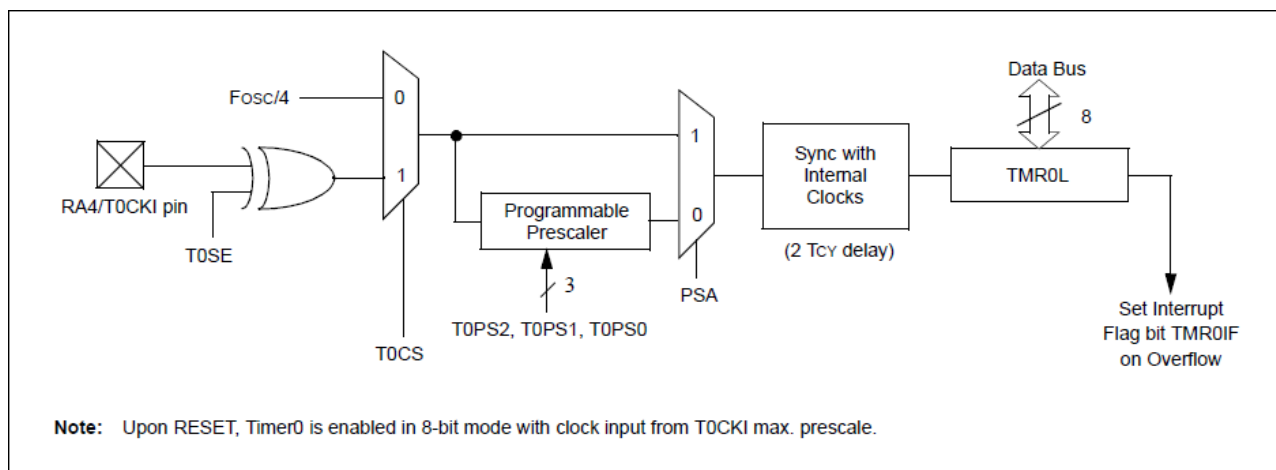 Data Bus
8
Fosc/4
0
1
1
0
RA4/T0CKI pin
T0SE
T0CS
Programmable
Prescaler
3
T0PS2, T0PS1, T0PS0
PSA
Sync with
Internal
Clocks
(2 TCY delay)
TMR0L
Set Interrupt
Flag bit TMR0IF
on Overflow
Note: Upon RESET, Timer0 is enabled in 8-bit mode with clock input from T0CKI max. prescale.